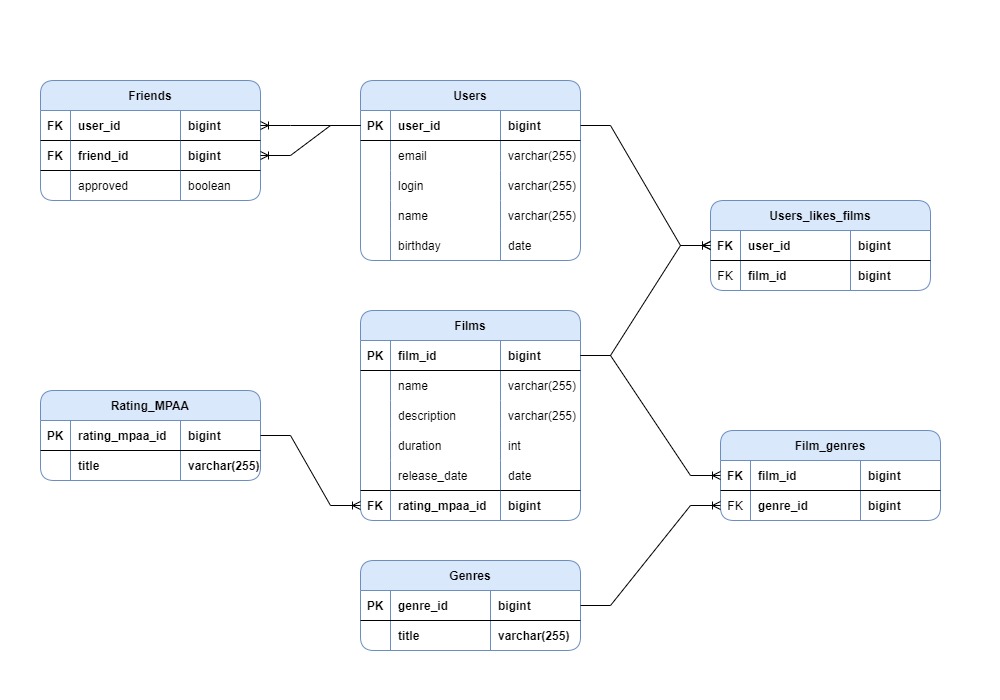 Friends
FK user_id bigint
FK friend_id bigint
approved boolean
Users
PK user_id bigint
email varchar(255)
login varchar(255)
name varchar(255)
birthday date
Users_likes_films
FK user_id bigint
FK film_id bigint
Films
PK film_id bigint
name varchar(255)
description varchar(255)
duration int
release_date date
FK rating_mpaa_id bigint
Rating_MPAA
PK rating_mpaa_id bigint
title varchar(255)
Film_genres
FK film_id bigint
FK genre_id bigint
Genres
PK genre_id bigint
title varchar(255)